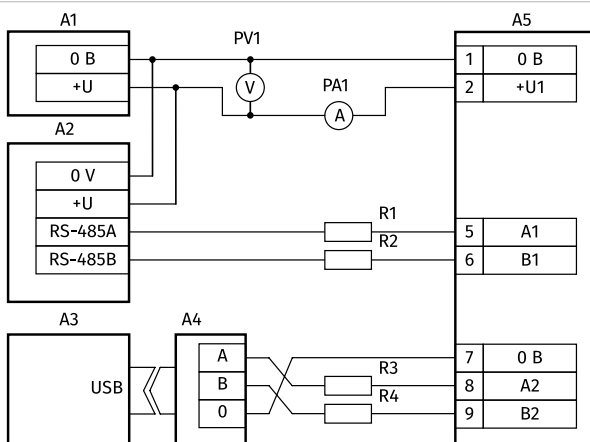 A1
PV1
A5
0 В
1
0 В
+U
V
PA1
2
+U1
A
A2
0 V
+U
RS-485A
R1
5
A1
RS-485B
R2
6
B1
A3
A4
A
7
0 В
USB
B
R3
8
A2
0
R4
9
B2